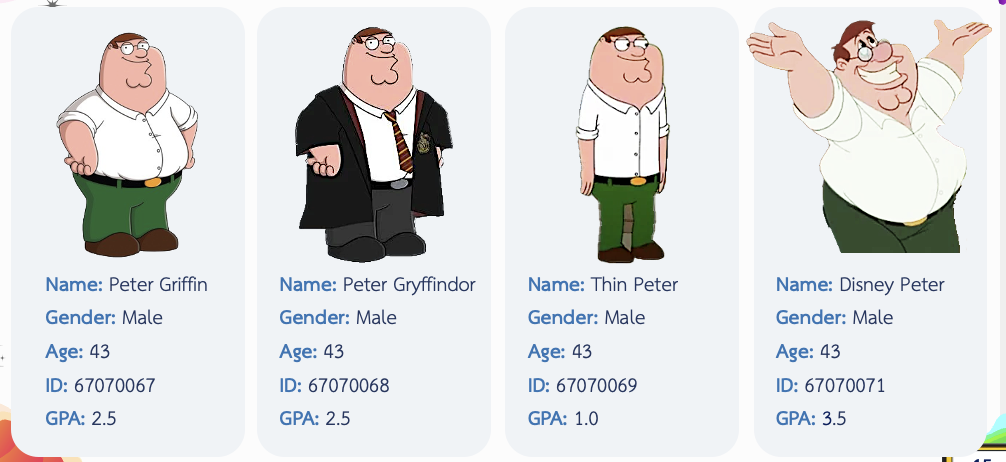 Name: Peter Griffin
Gender: Male
Age: 43
ID: 67070067
GPA: 2.5
Name: Peter Gryffindor
Gender: Male
Age: 43
ID: 67070068
GPA: 2.5
Name: Thin Peter
Gender: Male
Age: 43
ID: 67070069
GPA: 1.0
Name: Disney Peter
Gender: Male
Age: 43
ID: 67070071
GPA: 3.5